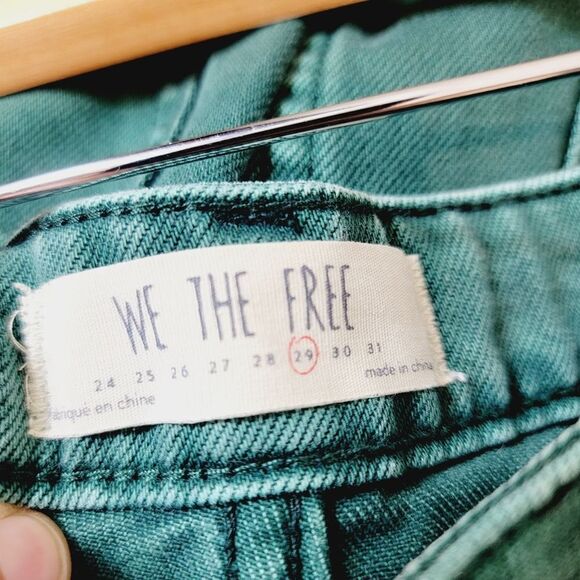 WE THE FREE
24 25 26 27 28 29 30 31
fabriqué en chine made in china